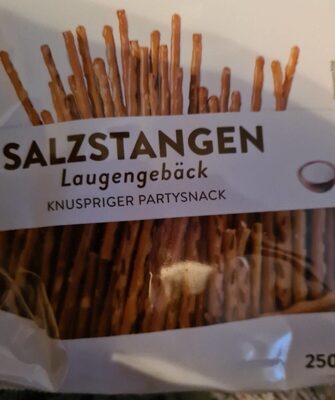 SALZSTANGEN
Laugengebäck
KNUSPRIGER PARTYSNACK
250